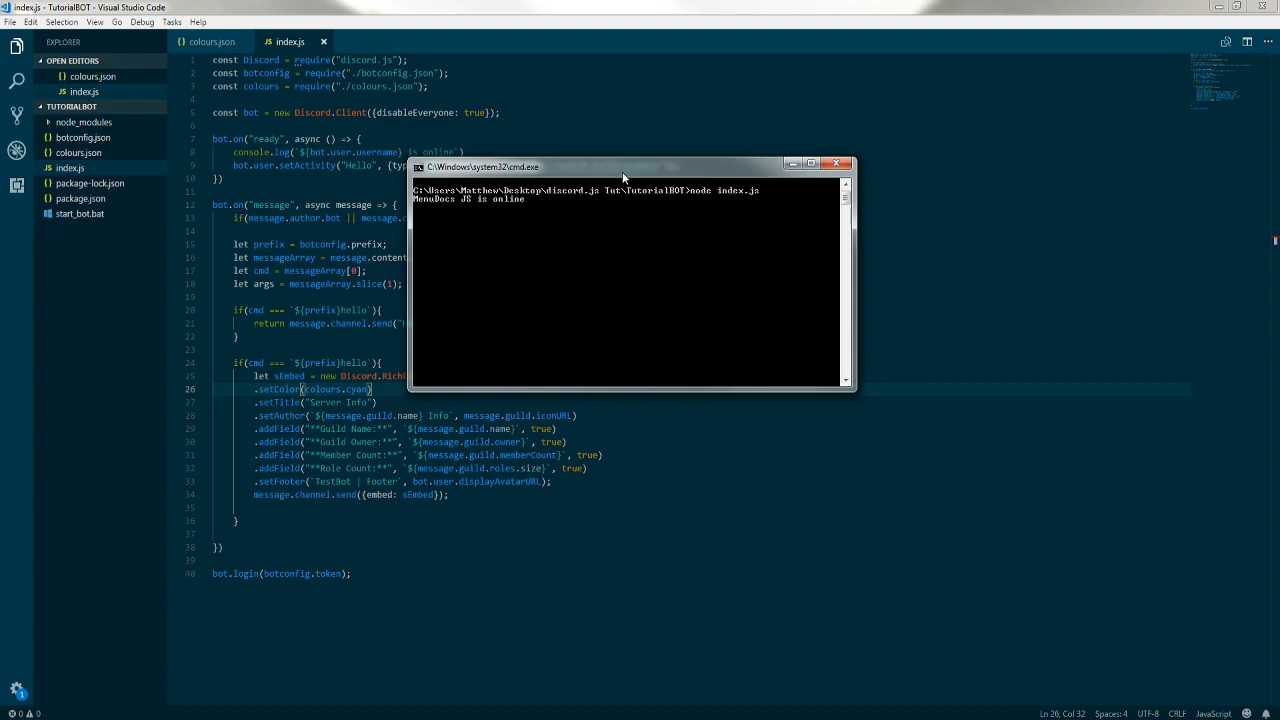 index.js - TutorialBOT - Visual Studio Code
File Edit Selection View Go Debug Tasks Help
EXPLORER
OPEN EDITORS
colours.json
index.js
TUTORIALBOT
node_modules
botconfig.json
colours.json
index.js
package-lock.json
package.json
start_bot.bat
colours.json
index.js
1 const Discord = require("discord.js");
2 const botconfig = require("./botconfig.json");
3 const colours = require("./colours.json");
4
5 const bot = new Discord.Client({disableEveryone: true});
6
7 bot.on("ready", async () => {
8 console.log(`${bot.user.username} is online`)
9 bot.user.setActivity("Hello", {typ
10 })
11
12 bot.on("message", async message => {
13 if(message.author.bot || message.c
14
15 let prefix = botconfig.prefix;
16 let messageArray = message.content
17 let cmd = messageArray[0];
18 let args = messageArray.slice(1);
19
20 if(cmd === `${prefix}hello`){
21 return message.channel.send("H
22 }
23
24 if(cmd === `${prefix}hello`){
25 let sEmbed = new Discord.RichE
26 .setColor(colours.cyan)
27 .setTitle("Server Info")
28 .setAuthor(`${message.guild.name} Info`, message.guild.iconURL)
29 .addField("**Guild Name:**", `${message.guild.name}`, true)
30 .addField("**Guild Owner:**", `${message.guild.owner}`, true)
31 .addField("**Member Count:**", `${message.guild.memberCount}`, true)
32 .addField("**Role Count:**", `${message.guild.roles.size}`, true)
33 .setFooter(`TestBot | Footer`, bot.user.displayAvatarURL);
34 message.channel.send({embed: sEmbed});
35
36 }
37
38 })
39
40 bot.login(botconfig.token);
C:\Windows\system32\cmd.exe
C:\Users\Matthew\Desktop\discord.js Tut\TutorialBOT>node index.js
MenuDocs JS is online
1
0 0
Ln 26, Col 32 Spaces: 4 UTF-8 CRLF JavaScript